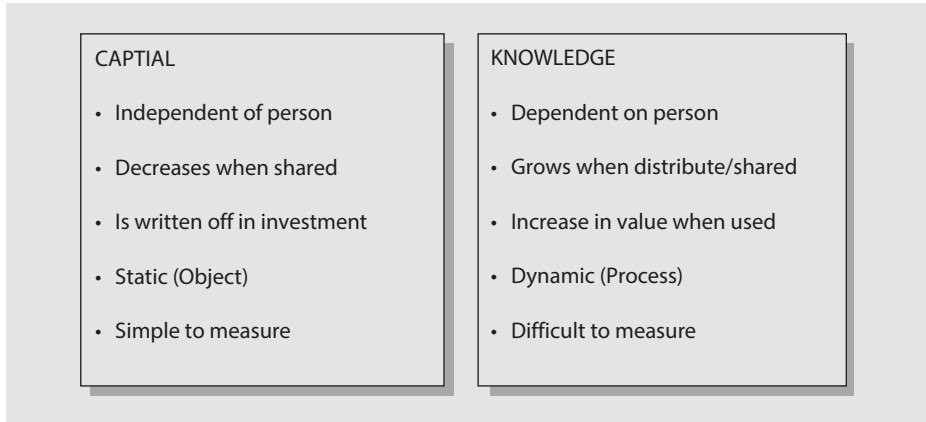 CAPTIAL
• Independent of person
• Decreases when shared
• Is written off in investment
• Static (Object)
• Simple to measure
KNOWLEDGE
• Dependent on person
• Grows when distribute/shared
• Increase in value when used
• Dynamic (Process)
• Difficult to measure